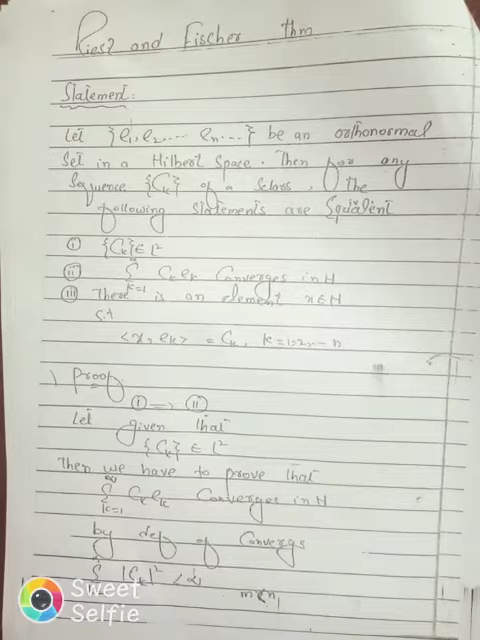 Riesz and Fischer thm
Statement:
Let {e1, e2, ... en ...} be an orthonormal
Set in a Hilbert Space. Then for any
Sequence {Ck} of a Sclors, the
following statements are Equalent
(i) {Ck} ∈ l²
(ii) ∞ Σ k=1 Ck ek Converges in H
(iii) There is an element x ∈ H
S.t
<x, ek> = Ck, k=1,2,...n
Proof
(i) => (ii)
Let given that
{Ck} ∈ l²
Then we have to prove that
∞ Σ k=1 Ck ek Converges in H
by def of Convergs
Σ |Ck|² < ∞
m<n,
Sweet
Selfie